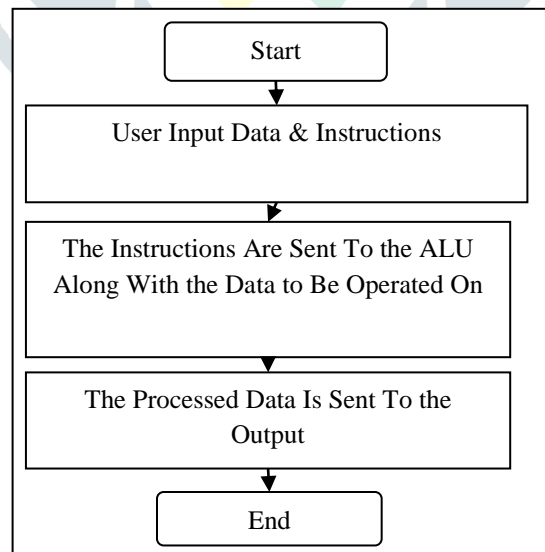 Start
User Input Data & Instructions
The Instructions Are Sent To the ALU
Along With the Data to Be Operated On
The Processed Data Is Sent To the
Output
End